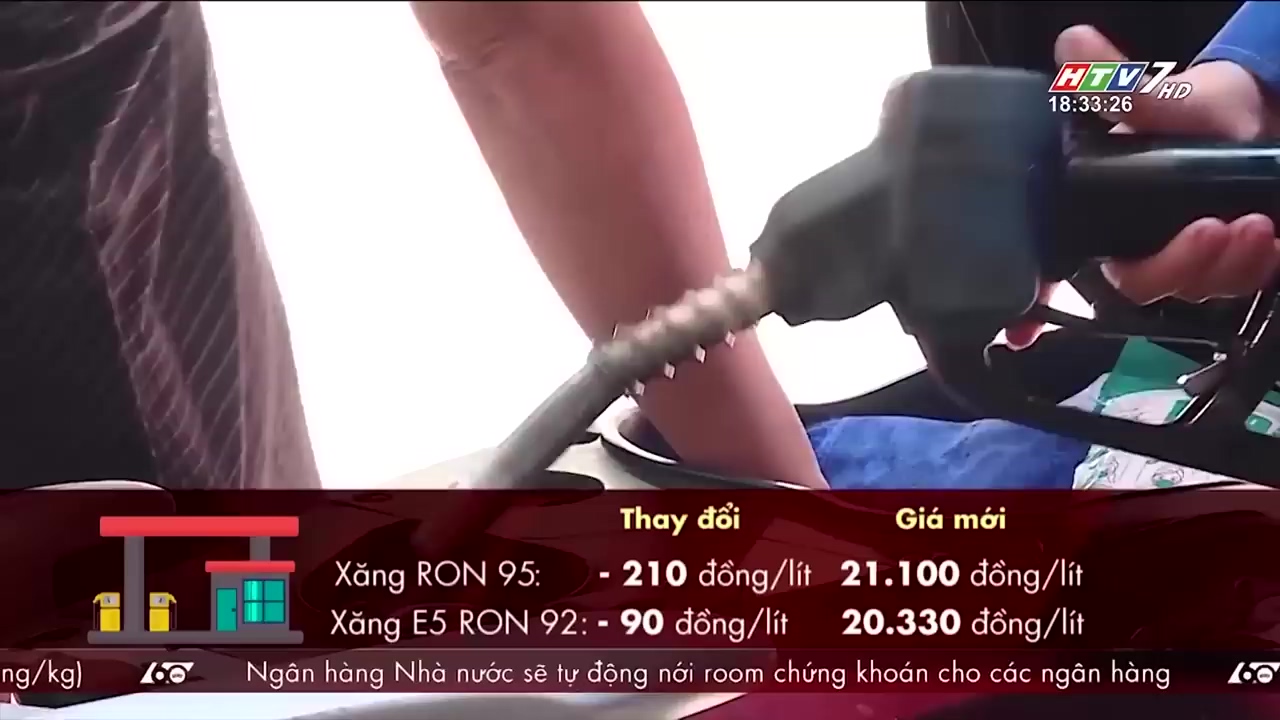 HTV7 HD
18:33:26
Thay đổi Giá mới
Xăng RON 95: - 210 đồng/lít 21.100 đồng/lít
Xăng E5 RON 92: - 90 đồng/lít 20.330 đồng/lít
ng/kg) 60 Ngân hàng Nhà nước sẽ tự động nới room chứng khoán cho các ngân hàng 60